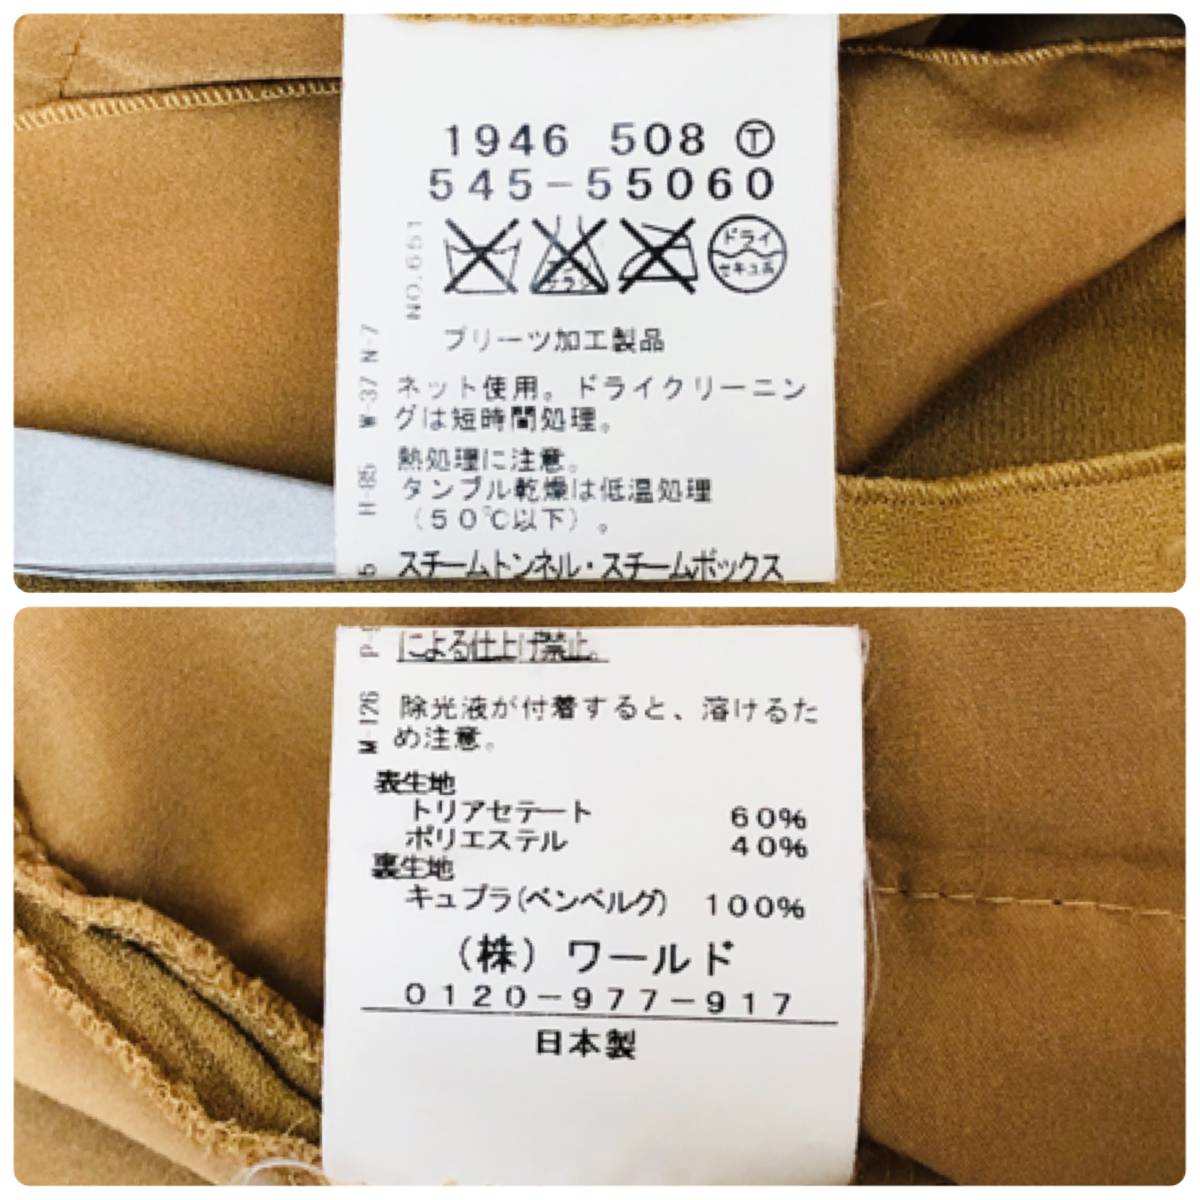 1946 508 Ⓣ
545-55060
ドライ
セキユ系
NO.651
プリーツ加工製品
H-85 W-37 N-7
ネット使用。ドライクリーニン
グは短時間処理。
熱処理に注意。
タンブル乾燥は低温処理
(50℃以下)。
スチームトンネル・スチームボックス
による仕上げ禁止。
M-126
除光液が付着すると、溶けるた
め注意。
表生地
トリアセテート 60%
ポリエステル 40%
裏生地
キュプラ(ベンベルグ) 100%
(株)ワールド
0120-977-917
日本製